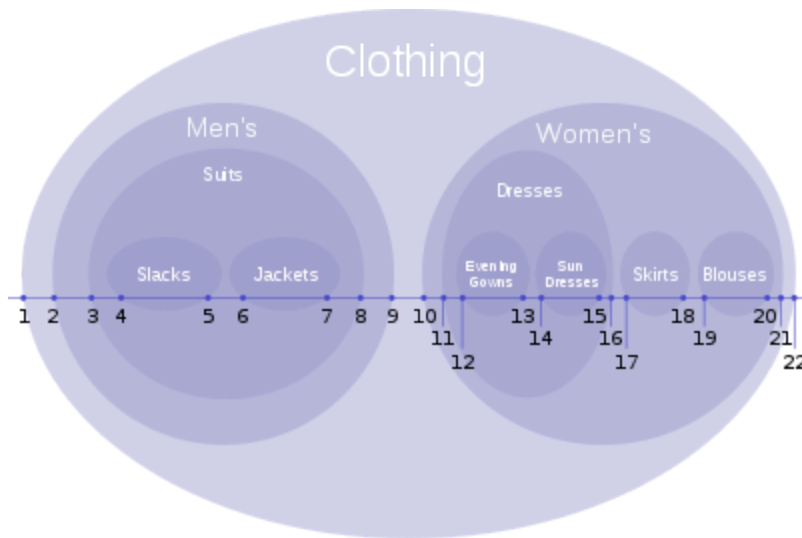 Clothing
Men's
Women's
Suits
Dresses
Slacks
Jackets
Evening
Gowns
Sun
Dresses
Skirts
Blouses
1 2 3 4 5 6 7 8 9 10 13 15 18 20
11 14 16 19 21
12 17 22